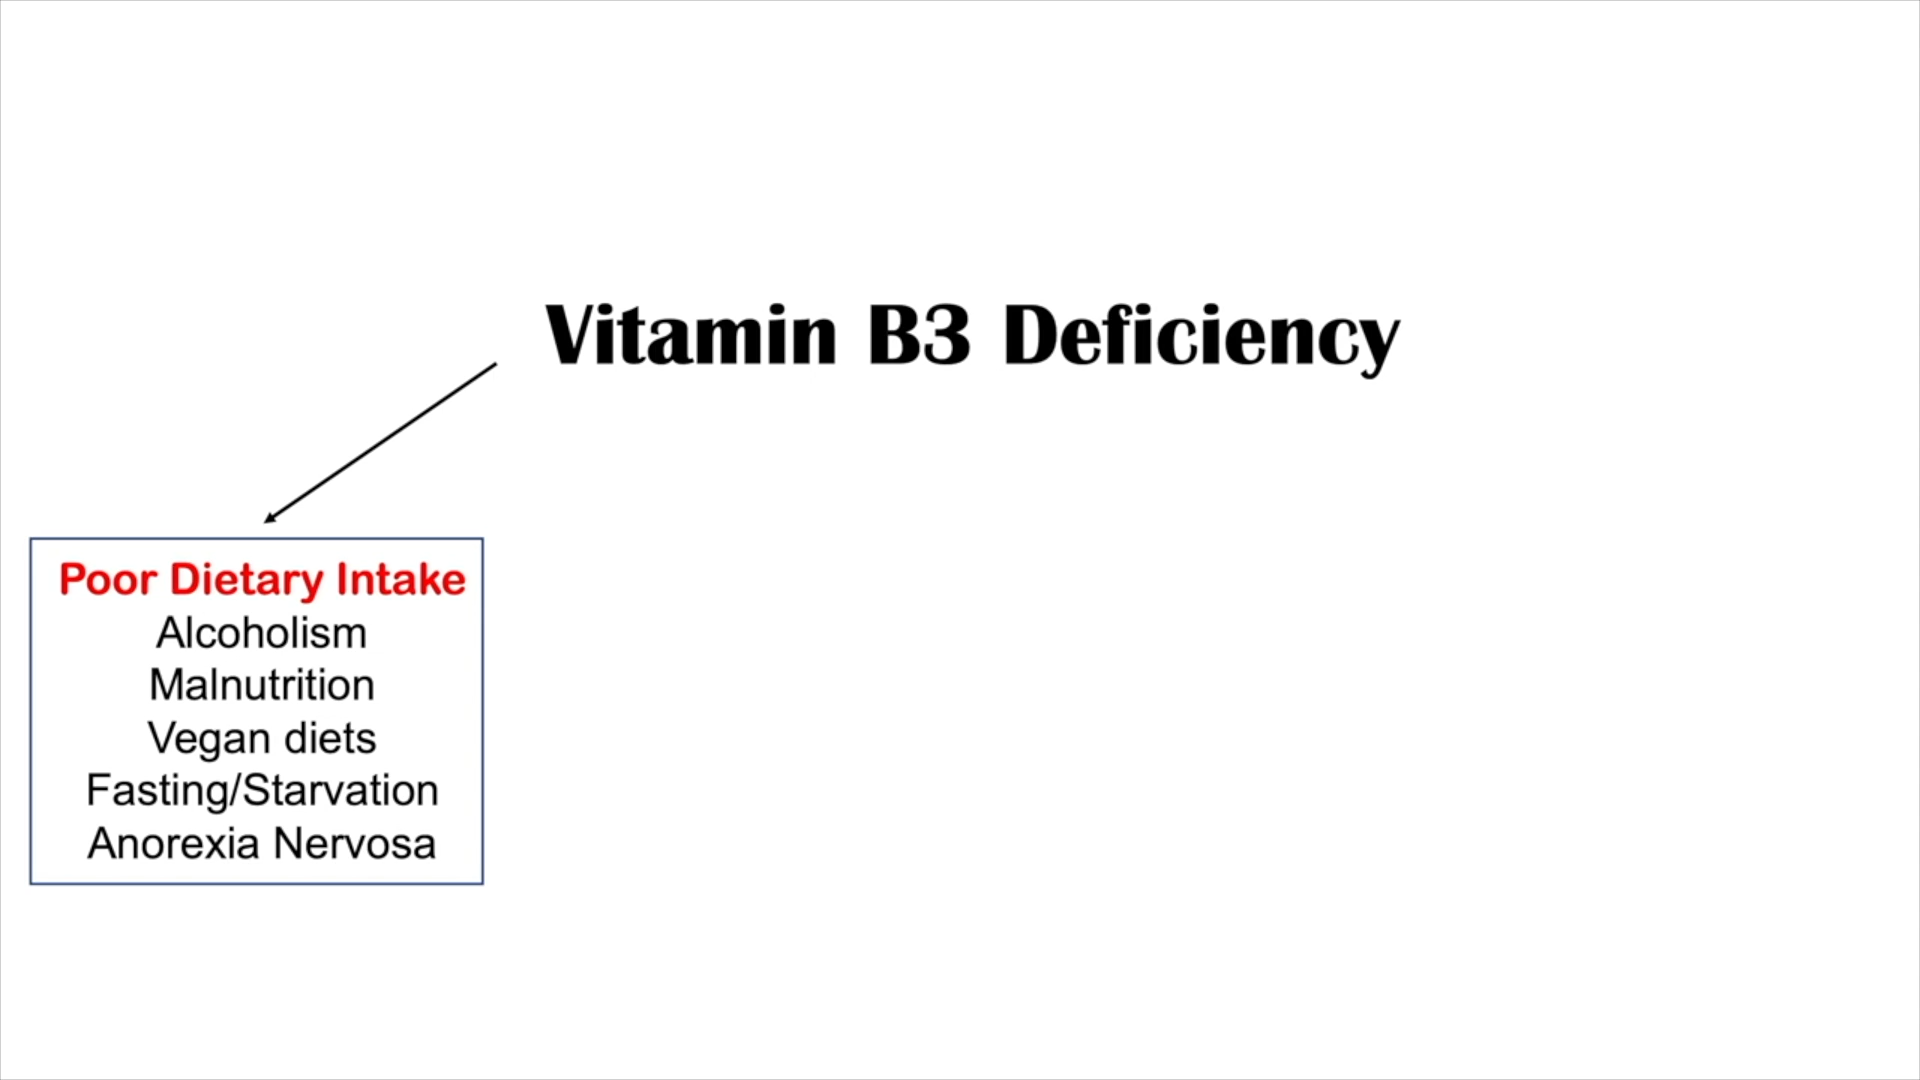 Vitamin B3 Deficiency
Poor Dietary Intake
Alcoholism
Malnutrition
Vegan diets
Fasting/Starvation
Anorexia Nervosa